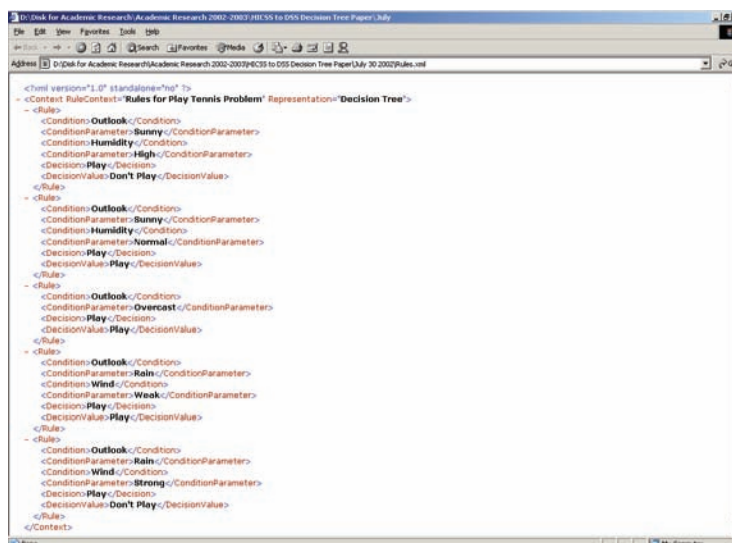 D:\Disk for Academic Research\Academic Research 2002-2003\HICSS to DSS Decision Tree Paper\July
File Edit View Favorites Tools Help
Back Search Favorites Media
Address D:\Disk for Academic Research\Academic Research 2002-2003\HICSS to DSS Decision Tree Paper\July 30 2002\Rules.xml
<?xml version="1.0" standalone="no" ?>
- <Context RuleContext="Rules for Play Tennis Problem" Representation="Decision Tree">
- <Rule>
<Condition>Outlook</Condition>
<ConditionParameter>Sunny</ConditionParameter>
<Condition>Humidity</Condition>
<ConditionParameter>High</ConditionParameter>
<Decision>Play</Decision>
<DecisionValue>Don't Play</DecisionValue>
</Rule>
- <Rule>
<Condition>Outlook</Condition>
<ConditionParameter>Sunny</ConditionParameter>
<Condition>Humidity</Condition>
<ConditionParameter>Normal</ConditionParameter>
<Decision>Play</Decision>
<DecisionValue>Play</DecisionValue>
</Rule>
- <Rule>
<Condition>Outlook</Condition>
<ConditionParameter>Overcast</ConditionParameter>
<Decision>Play</Decision>
<DecisionValue>Play</DecisionValue>
</Rule>
- <Rule>
<Condition>Outlook</Condition>
<ConditionParameter>Rain</ConditionParameter>
<Condition>Wind</Condition>
<ConditionParameter>Weak</ConditionParameter>
<Decision>Play</Decision>
<DecisionValue>Play</DecisionValue>
</Rule>
- <Rule>
<Condition>Outlook</Condition>
<ConditionParameter>Rain</ConditionParameter>
<Condition>Wind</Condition>
<ConditionParameter>Strong</ConditionParameter>
<Decision>Play</Decision>
<DecisionValue>Don't Play</DecisionValue>
</Rule>
</Context>